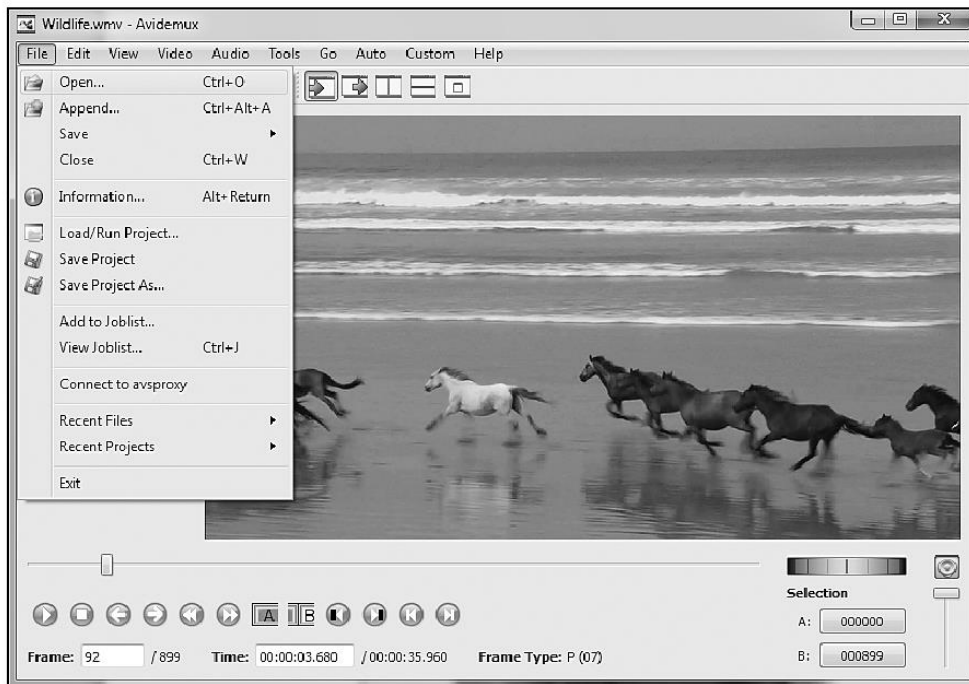 Wildlife.wmv - Avidemux
File Edit View Video Audio Tools Go Auto Custom Help
Open... Ctrl+O
Append... Ctrl+Alt+A
Save
Close Ctrl+W
Information... Alt+Return
Load/Run Project...
Save Project
Save Project As...
Add to Joblist...
View Joblist... Ctrl+J
Connect to avsproxy
Recent Files
Recent Projects
Exit
Selection
A B
A: 000000
Frame: 92 / 899 Time: 00:00:03.680 / 00:00:35.960 Frame Type: P (07)
B: 000899